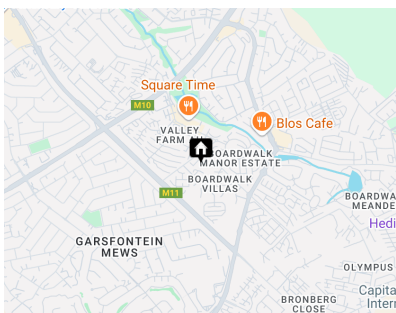 Square Time
M10
Blos Cafe
VALLEY
FARM
BOARDWALK
MANOR ESTATE
BOARDWALK
VILLAS
M11
BOARDWA
MEANDE
Hedi
GARSFONTEIN
MEWS
OLYMPUS
Capita
Intern
BRONBERG
CLOSE